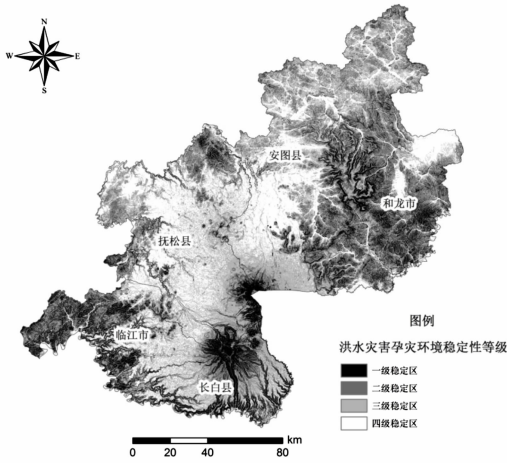 N
W
E
S
安图县
和龙市
抚松县
临江市
长白县
图例
洪水灾害孕灾环境稳定性等级
一级稳定区
二级稳定区
三级稳定区
四级稳定区
km
0 20 40 80